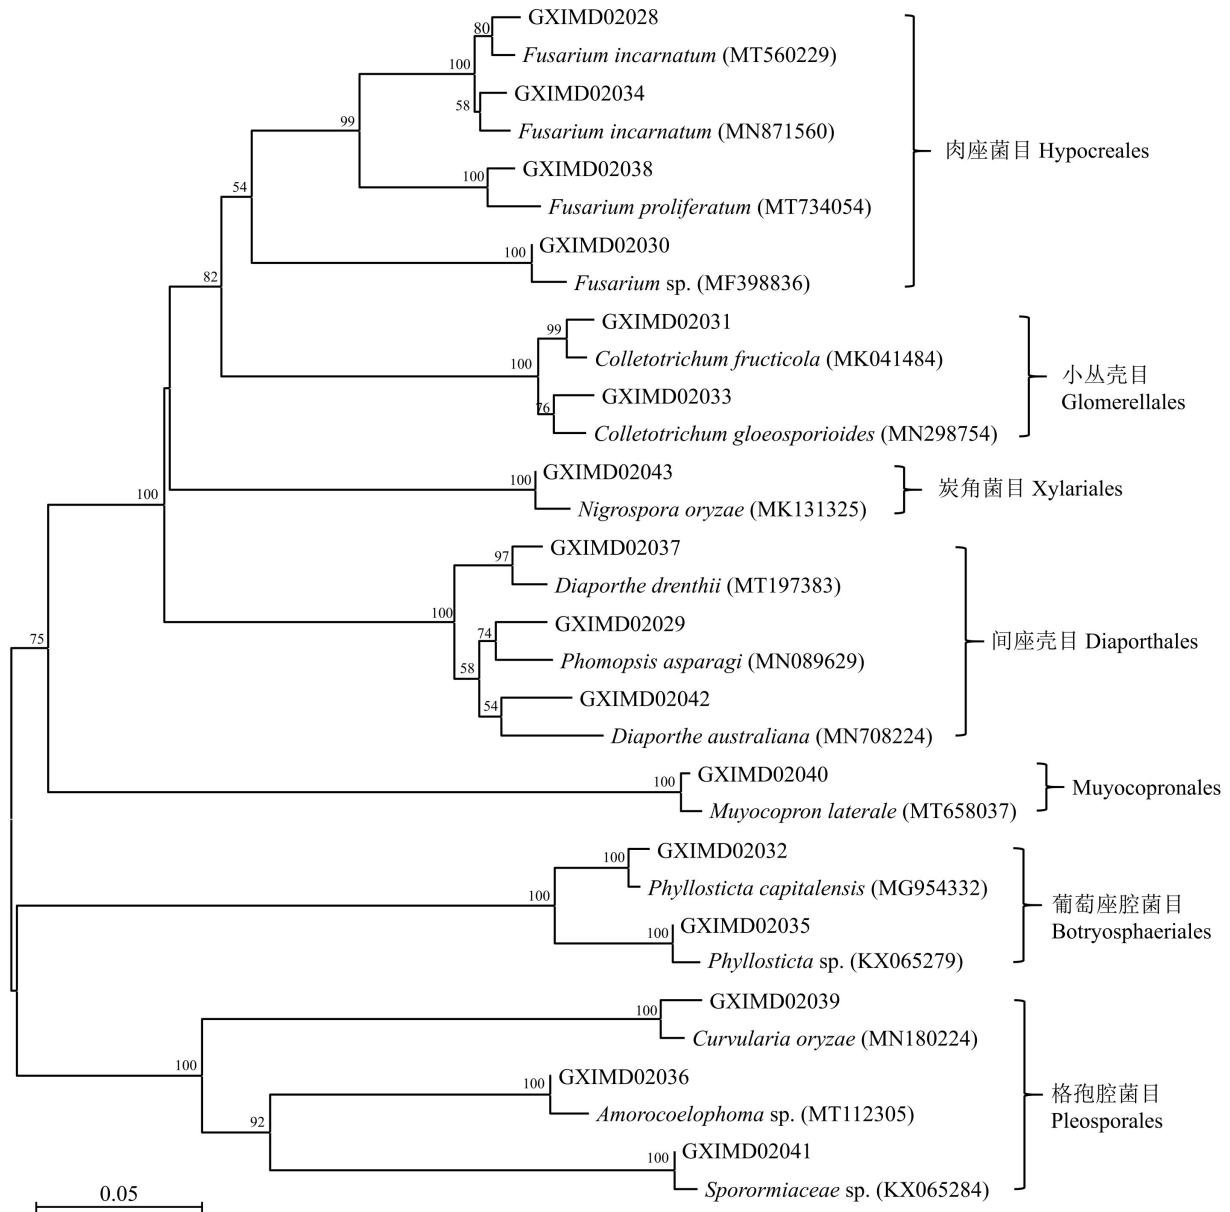 GXIMD02028
80
Fusarium incarnatum (MT560229)
100
GXIMD02034
58
Fusarium incarnatum (MN871560)
99
肉座菌目 Hypocreales
GXIMD02038
100
Fusarium proliferatum (MT734054)
54
GXIMD02030
100
Fusarium sp. (MF398836)
82
GXIMD02031
99
Colletotrichum fructicola (MK041484)
100
小丛壳目
Glomerellales
GXIMD02033
76
Colletotrichum gloeosporioides (MN298754)
GXIMD02043
100
炭角菌目 Xylariales
Nigrospora oryzae (MK131325)
100
GXIMD02037
97
Diaporthe drenthii (MT197383)
100
GXIMD02029
74
间座壳目 Diaporthales
Phomopsis asparagi (MN089629)
58
GXIMD02042
54
Diaporthe australiana (MN708224)
75
GXIMD02040
100
Muyocopronales
Muyocopron laterale (MT658037)
GXIMD02032
100
Phyllosticta capitalensis (MG954332)
100
葡萄座腔菌目
Botryosphaeriales
GXIMD02035
100
Phyllosticta sp. (KX065279)
GXIMD02039
100
Curvularia oryzae (MN180224)
100
GXIMD02036
100
格孢腔菌目
Pleosporales
Amorocoelophoma sp. (MT112305)
92
GXIMD02041
100
Sporormiaceae sp. (KX065284)
0.05